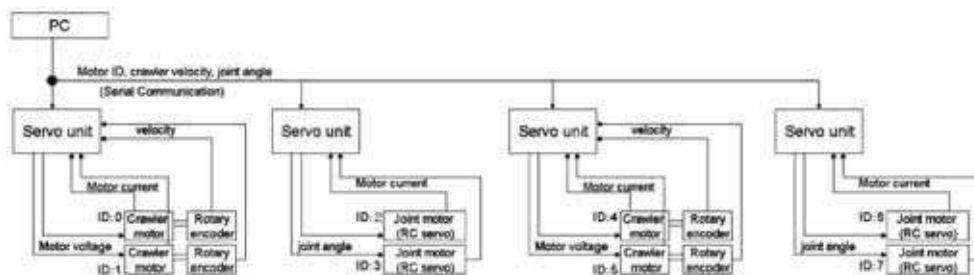 PC
Motor ID, crawler velocity, joint angle
(Serial Communication)
Servo unit
Servo unit
Servo unit
Servo unit
velocity
velocity
Motor current
Motor current
Motor current
Motor current
ID:0
Crawler motor
Rotary encoder
ID:2
Joint motor (RC servo)
ID:4
Crawler motor
Rotary encoder
ID:6
Joint motor (RC servo)
Motor voltage
joint angle
Motor voltage
joint angle
ID:1
Crawler motor
Rotary encoder
ID:3
Joint motor (RC servo)
ID:5
Crawler motor
Rotary encoder
ID:7
Joint motor (RC servo)